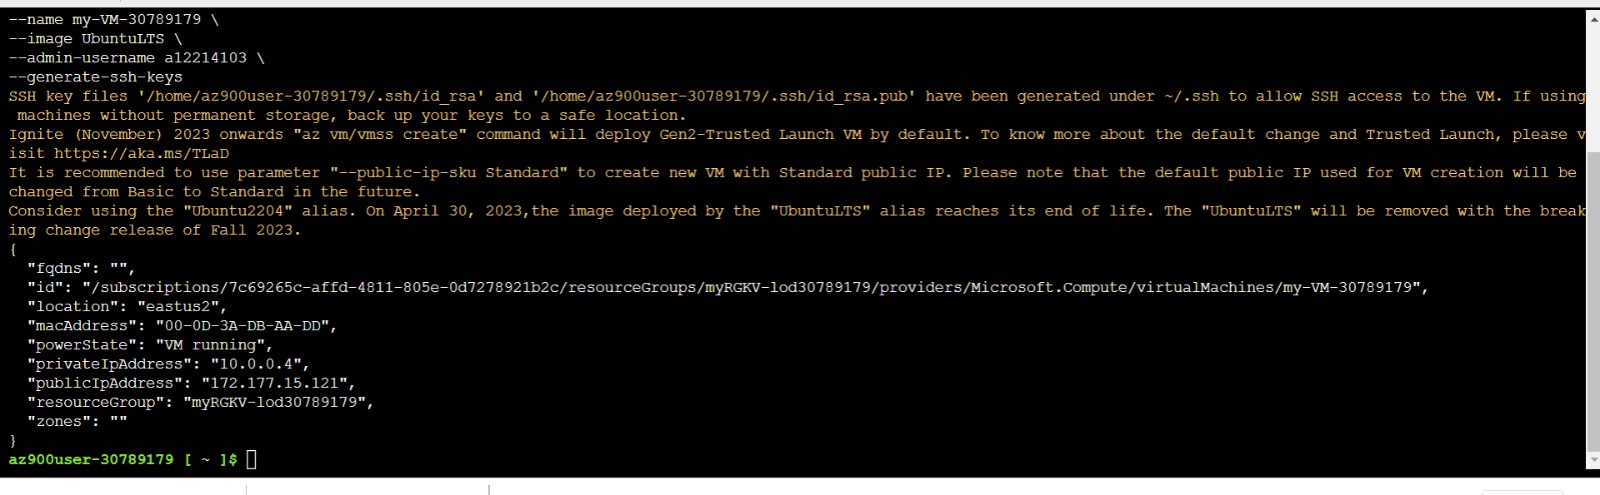 --name my-VM-30789179 \
--image UbuntuLTS \
--admin-username a12214103 \
--generate-ssh-keys
SSH key files '/home/az900user-30789179/.ssh/id_rsa' and '/home/az900user-30789179/.ssh/id_rsa.pub' have been generated under ~/.ssh to allow SSH access to the VM. If using
machines without permanent storage, back up your keys to a safe location.
Ignite (November) 2023 onwards "az vm/vmss create" command will deploy Gen2-Trusted Launch VM by default. To know more about the default change and Trusted Launch, please v
isit https://aka.ms/TLaD
It is recommended to use parameter "--public-ip-sku Standard" to create new VM with Standard public IP. Please note that the default public IP used for VM creation will be
changed from Basic to Standard in the future.
Consider using the "Ubuntu2204" alias. On April 30, 2023,the image deployed by the "UbuntuLTS" alias reaches its end of life. The "UbuntuLTS" will be removed with the break
ing change release of Fall 2023.
{
  "fqdns": "",
  "id": "/subscriptions/7c69265c-affd-4811-805e-0d7278921b2c/resourceGroups/myRGKV-lod30789179/providers/Microsoft.Compute/virtualMachines/my-VM-30789179",
  "location": "eastus2",
  "macAddress": "00-0D-3A-DB-AA-DD",
  "powerState": "VM running",
  "privateIpAddress": "10.0.0.4",
  "publicIpAddress": "172.177.15.121",
  "resourceGroup": "myRGKV-lod30789179",
  "zones": ""
}
az900user-30789179 [ ~ ]$